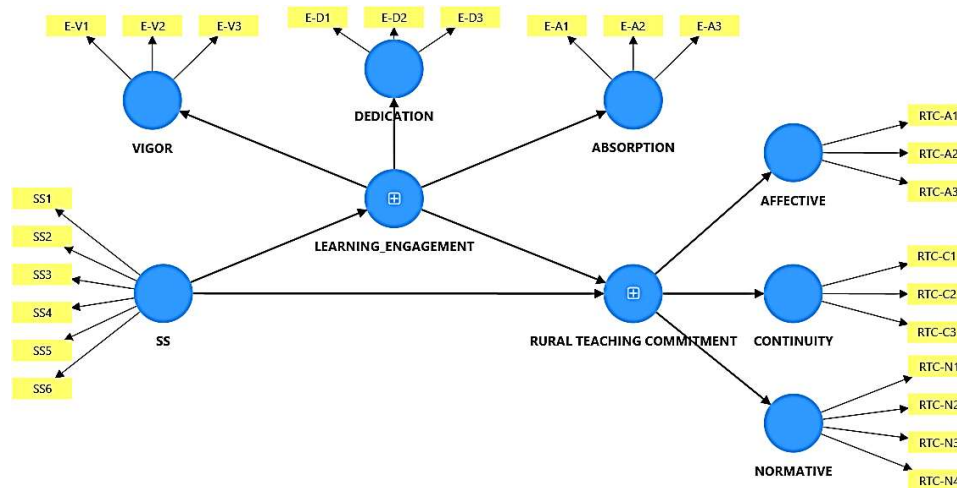 E-V1
E-V2
E-V3
E-D1
E-D2
E-D3
E-A1
E-A2
E-A3
VIGOR
DEDICATION
ABSORPTION
RTC-A1
RTC-A2
RTC-A3
AFFECTIVE
SS1
SS2
SS3
SS4
SS5
SS6
SS
LEARNING_ENGAGEMENT
RURAL TEACHING COMMITMENT
RTC-C1
RTC-C2
RTC-C3
CONTINUITY
RTC-N1
RTC-N2
RTC-N3
RTC-N4
NORMATIVE